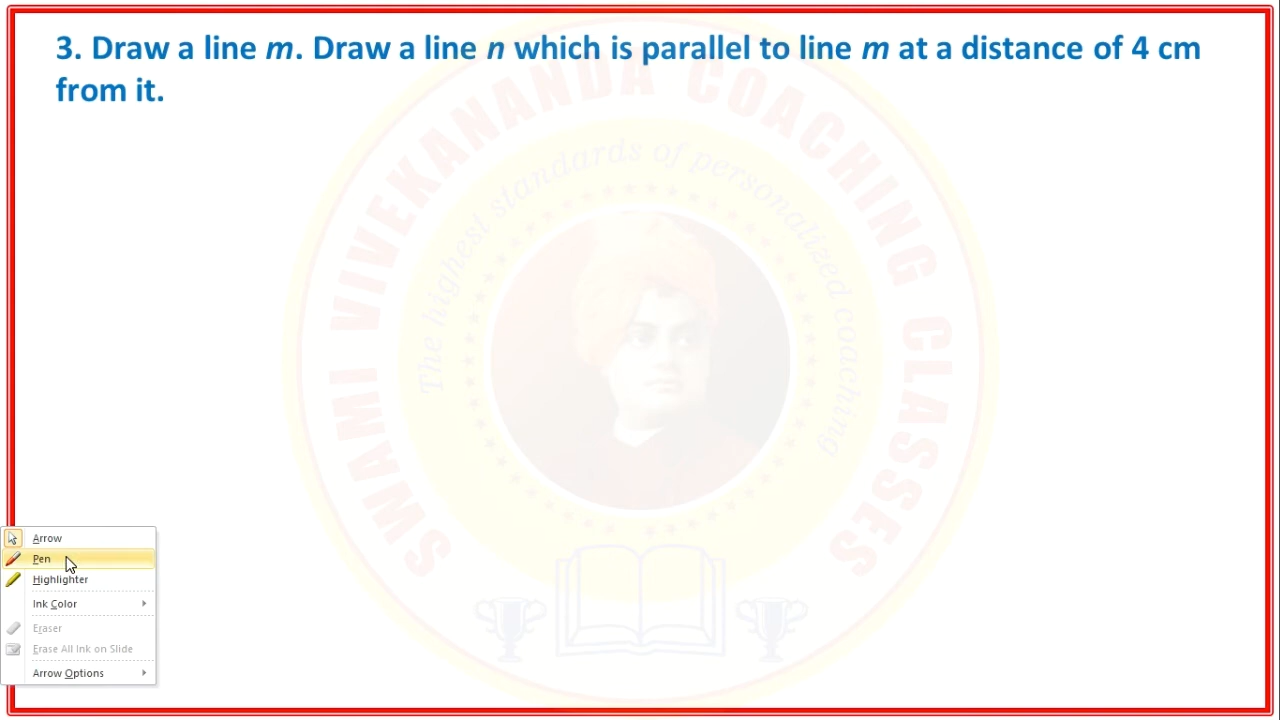 3. Draw a line m. Draw a line n which is parallel to line m at a distance of 4 cm
from it.
SWAMI VIVEKANANDA COACHING CLASSES
The highest standards of personalized coaching
Arrow
Pen
Highlighter
Ink Color
Eraser
Erase All Ink on Slide
Arrow Options